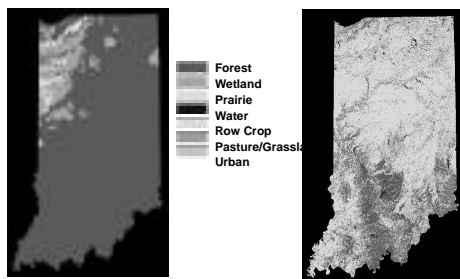 Forest
Wetland
Prairie
Water
Row Crop
Pasture/Grassla
Urban